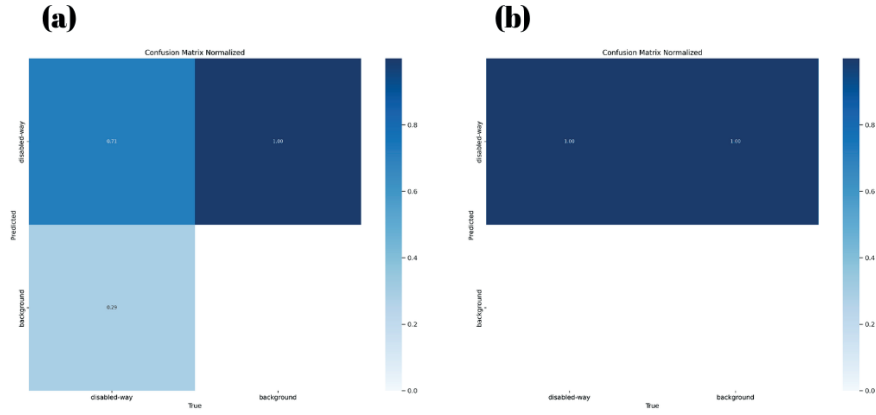 (a)
Confusion Matrix Normalized
disabled-way
background
Predicted
0.71
1.00
0.29
disabled-way
background
True
0.8
0.6
0.4
0.2
0.0
(b)
Confusion Matrix Normalized
disabled-way
background
Predicted
1.00
1.00
disabled-way
background
True
0.8
0.6
0.4
0.2
0.0